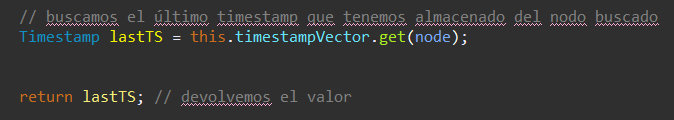 // buscamos el último timestamp que tenemos almacenado del nodo buscado
Timestamp lastTS = this.timestampVector.get(node);
return lastTS; // devolvemos el valor